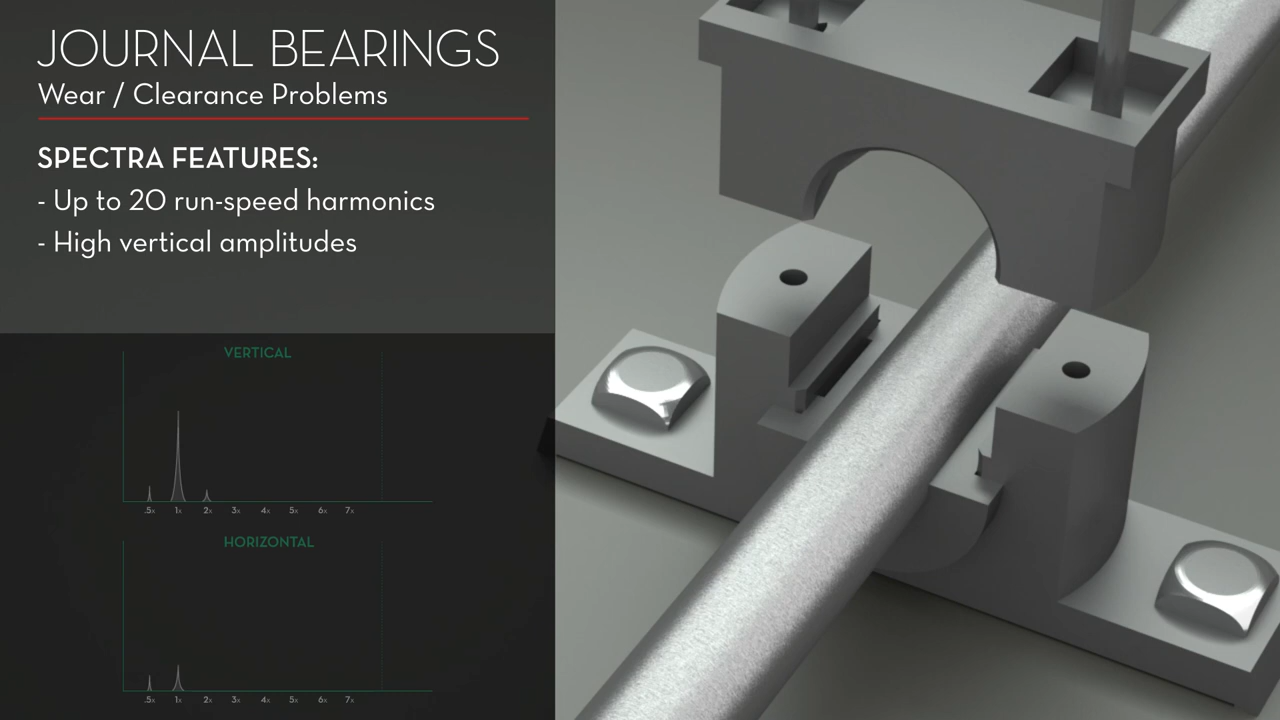 JOURNAL BEARINGS
Wear / Clearance Problems
SPECTRA FEATURES:
- Up to 20 run-speed harmonics
- High vertical amplitudes
VERTICAL
.5x 1x 2x 3x 4x 5x 6x 7x
HORIZONTAL
.5x 1x 2x 3x 4x 5x 6x 7x